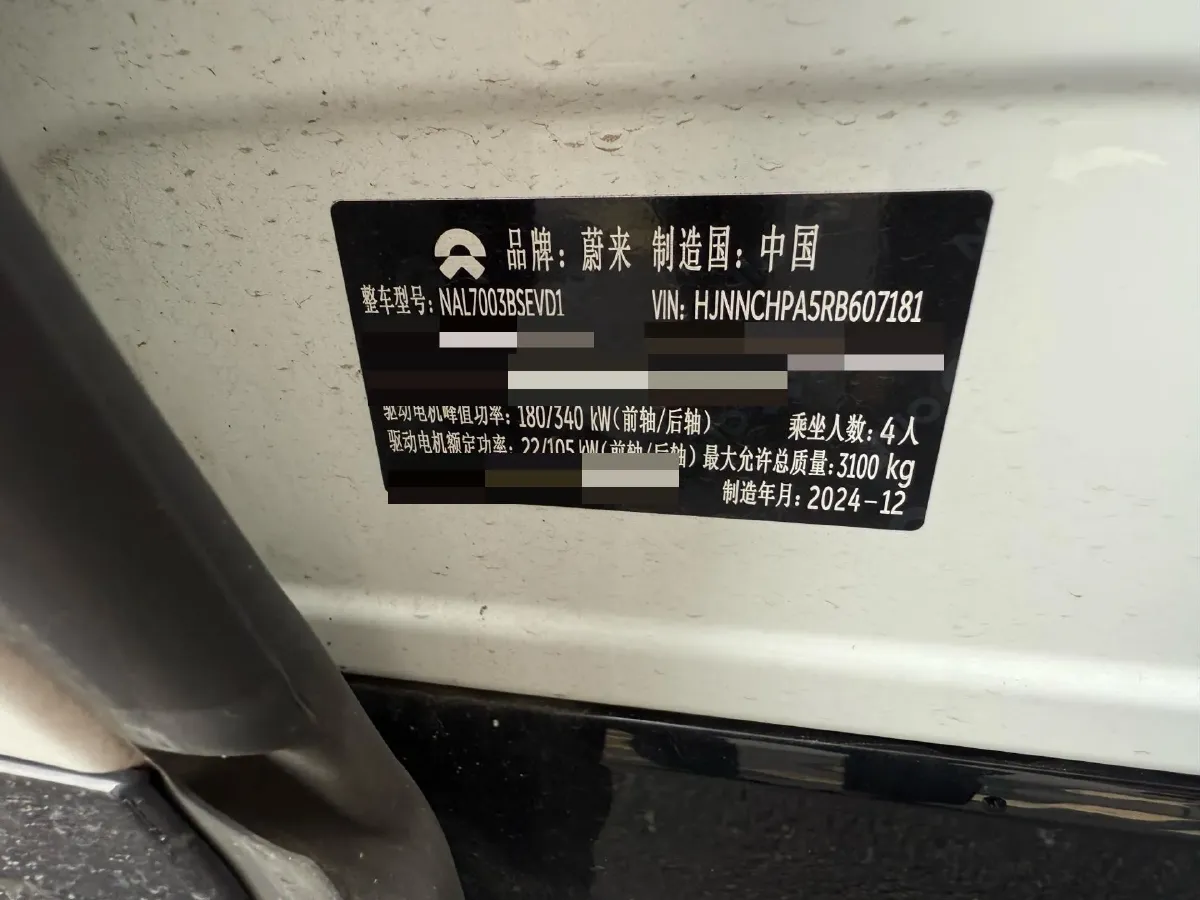 品牌：蔚来 制造国：中国
整车型号：NAL7003BSEVD1 VIN：HJNNCHPA5RB607181
驱动电机峰值功率：180/340 kW(前轴/后轴) 乘坐人数：4人
驱动电机额定功率：22/105 kW(前轴/后轴) 最大允许总质量：3100 kg
制造年月：2024-12